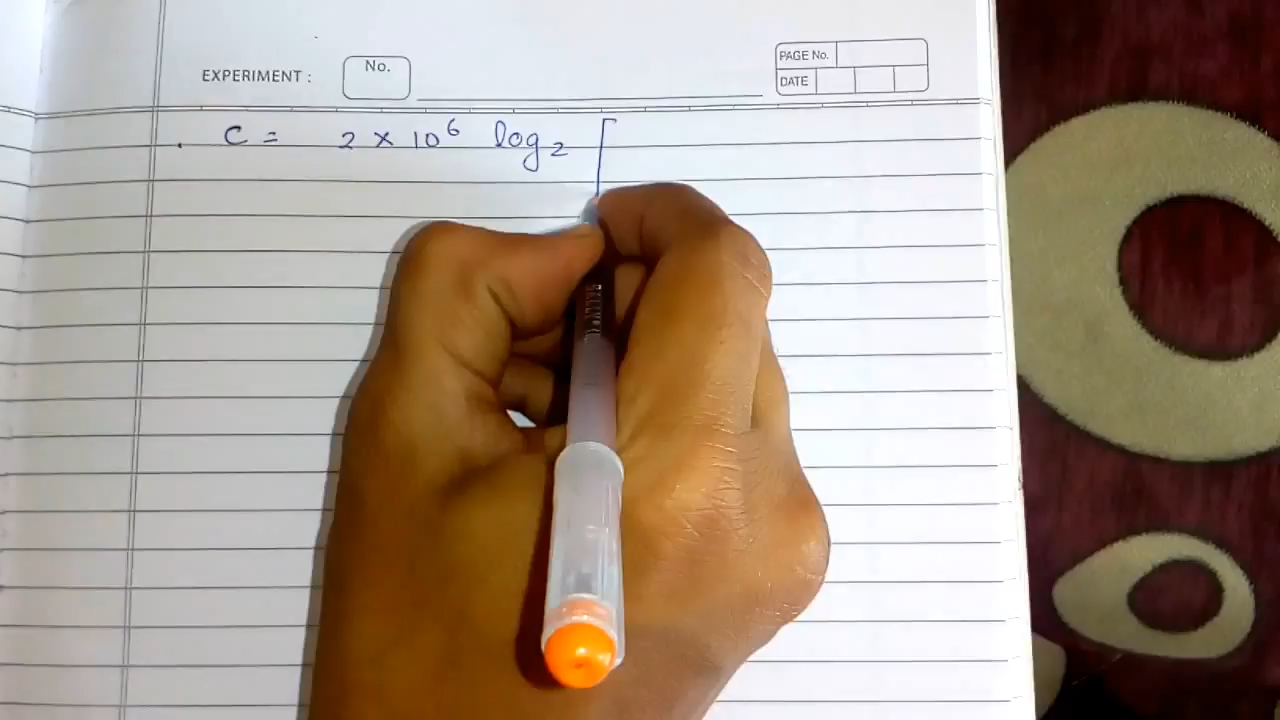 EXPERIMENT :
No.
PAGE No.
DATE
. C = 2 × 10⁶ log₂ [